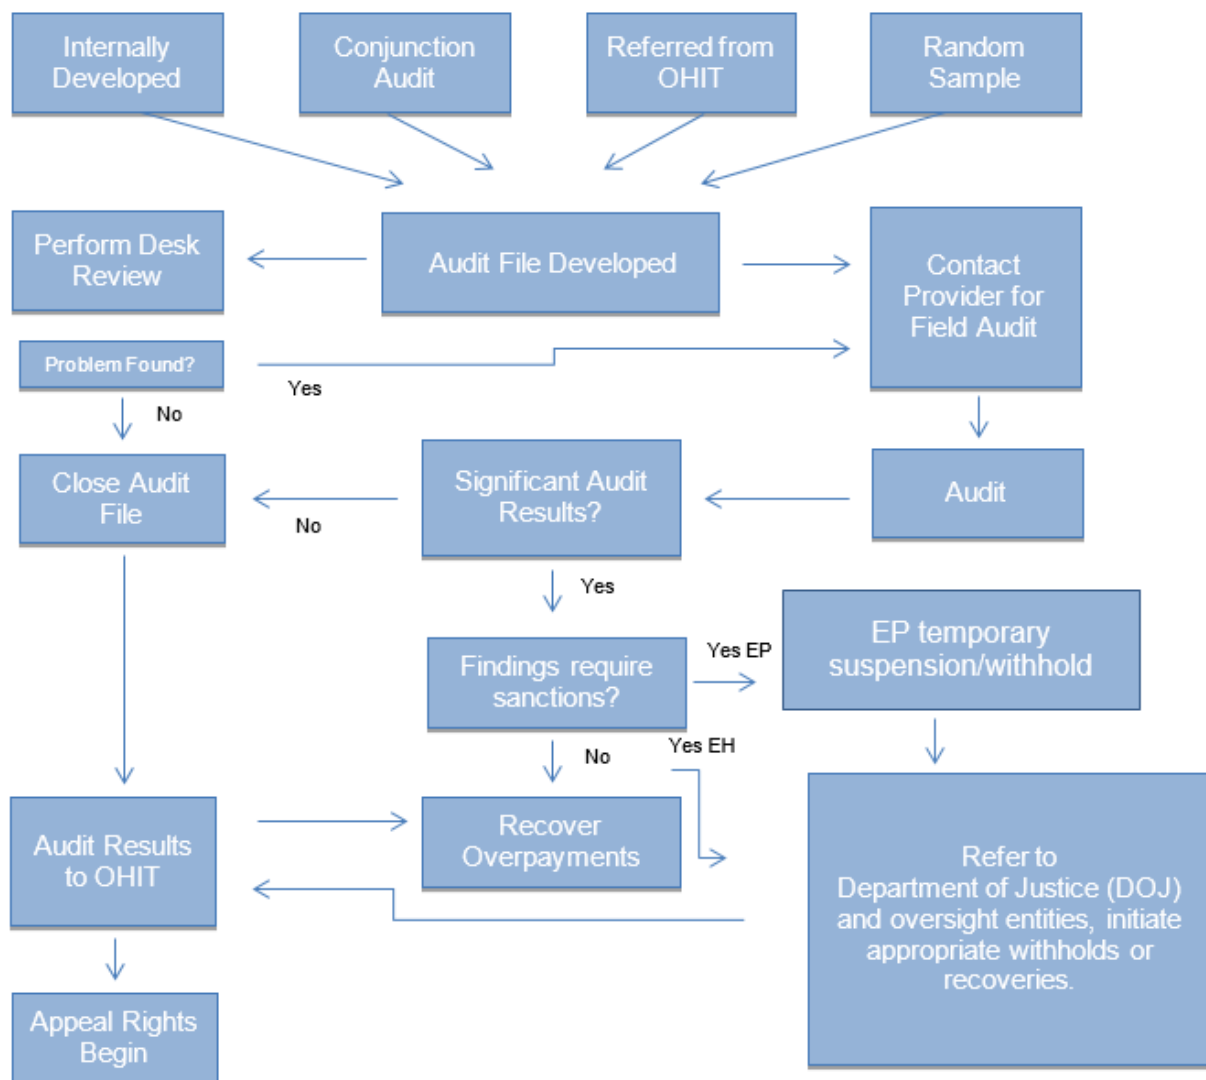 Internally
Developed
Conjunction
Audit
Referred from
OHIT
Random
Sample
Perform Desk
Review
Audit File Developed
Contact
Provider for
Field Audit
Problem Found?
Yes
No
Close Audit
File
No
Significant Audit
Results?
Audit
Yes
Findings require
sanctions?
Yes EP
EP temporary
suspension/withhold
No
Yes EH
Audit Results
to OHIT
Recover
Overpayments
Refer to
Department of Justice (DOJ)
and oversight entities, initiate
appropriate withholds or
recoveries.
Appeal Rights
Begin